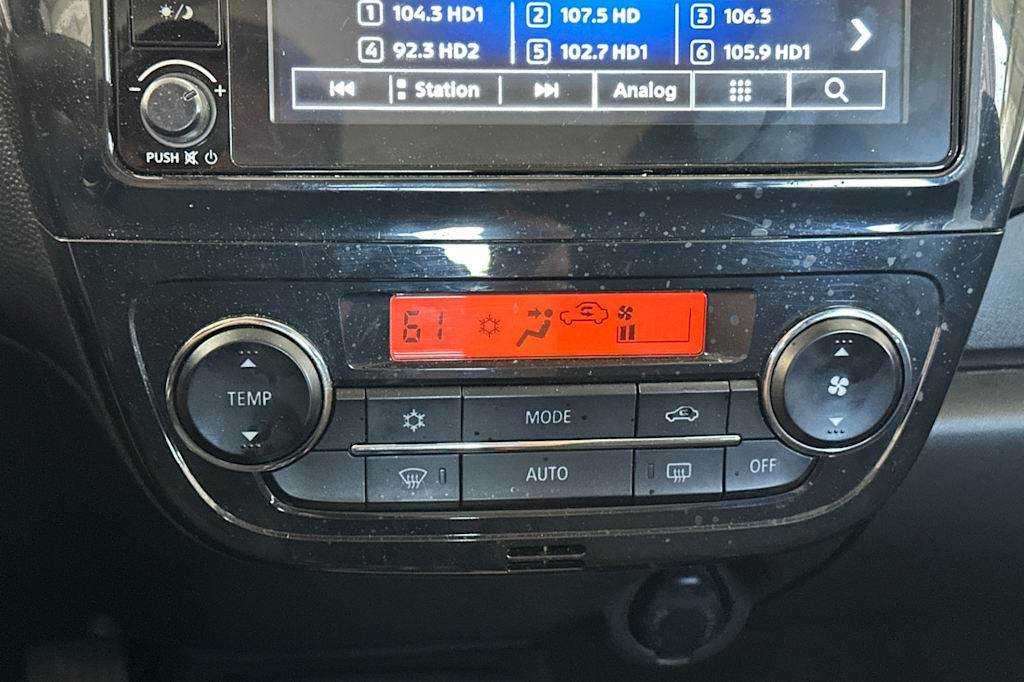 1 104.3 HD1 2 107.5 HD 3 106.3
4 92.3 HD2 5 102.7 HD1 6 105.9 HD1
- +
Station Analog
PUSH
61
TEMP
MODE
AUTO
OFF